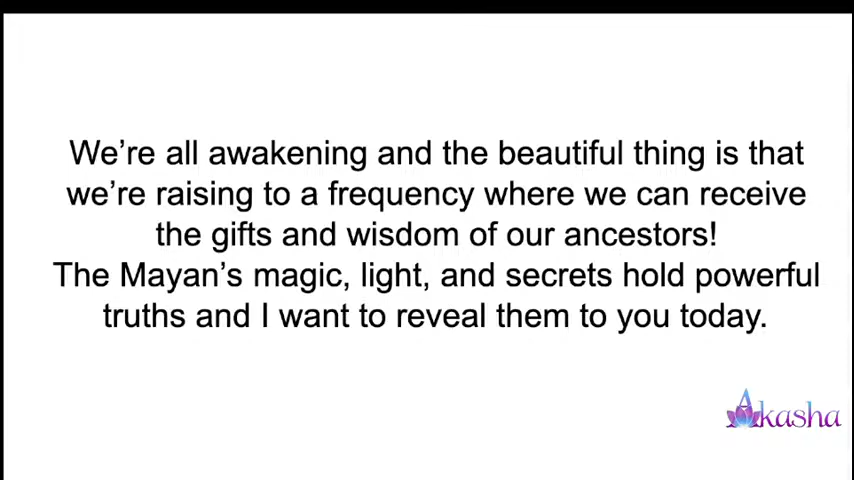 We’re all awakening and the beautiful thing is that
we’re raising to a frequency where we can receive
the gifts and wisdom of our ancestors!
The Mayan’s magic, light, and secrets hold powerful
truths and I want to reveal them to you today.
Akasha